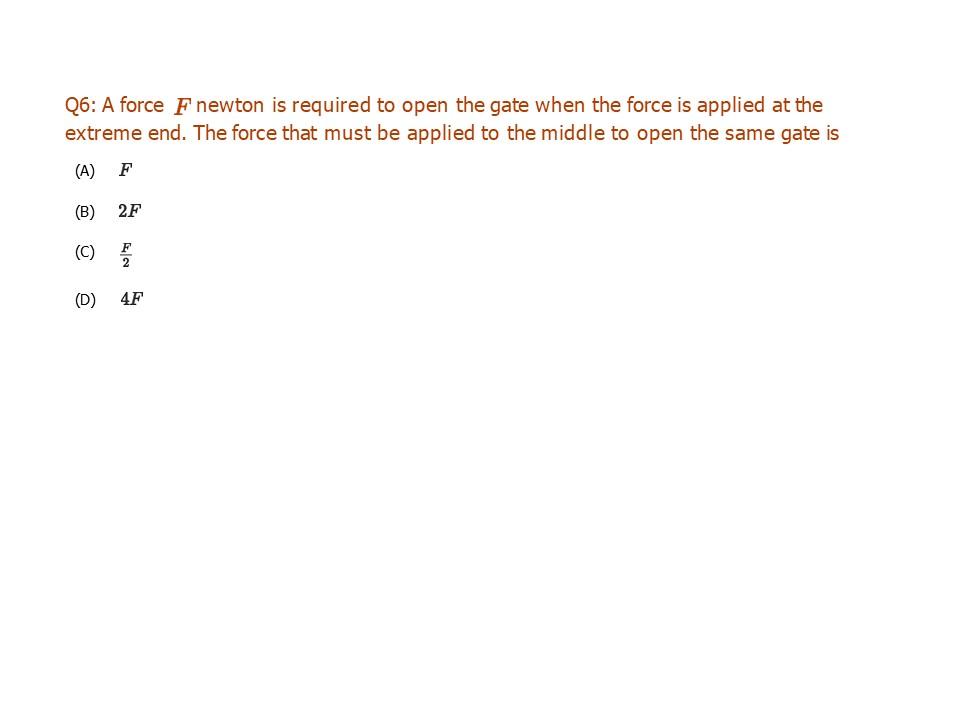 Q6: A force F newton is required to open the gate when the force is applied at the
extreme end. The force that must be applied to the middle to open the same gate is
(A) F
(B) 2F
(C) F/2
(D) 4F